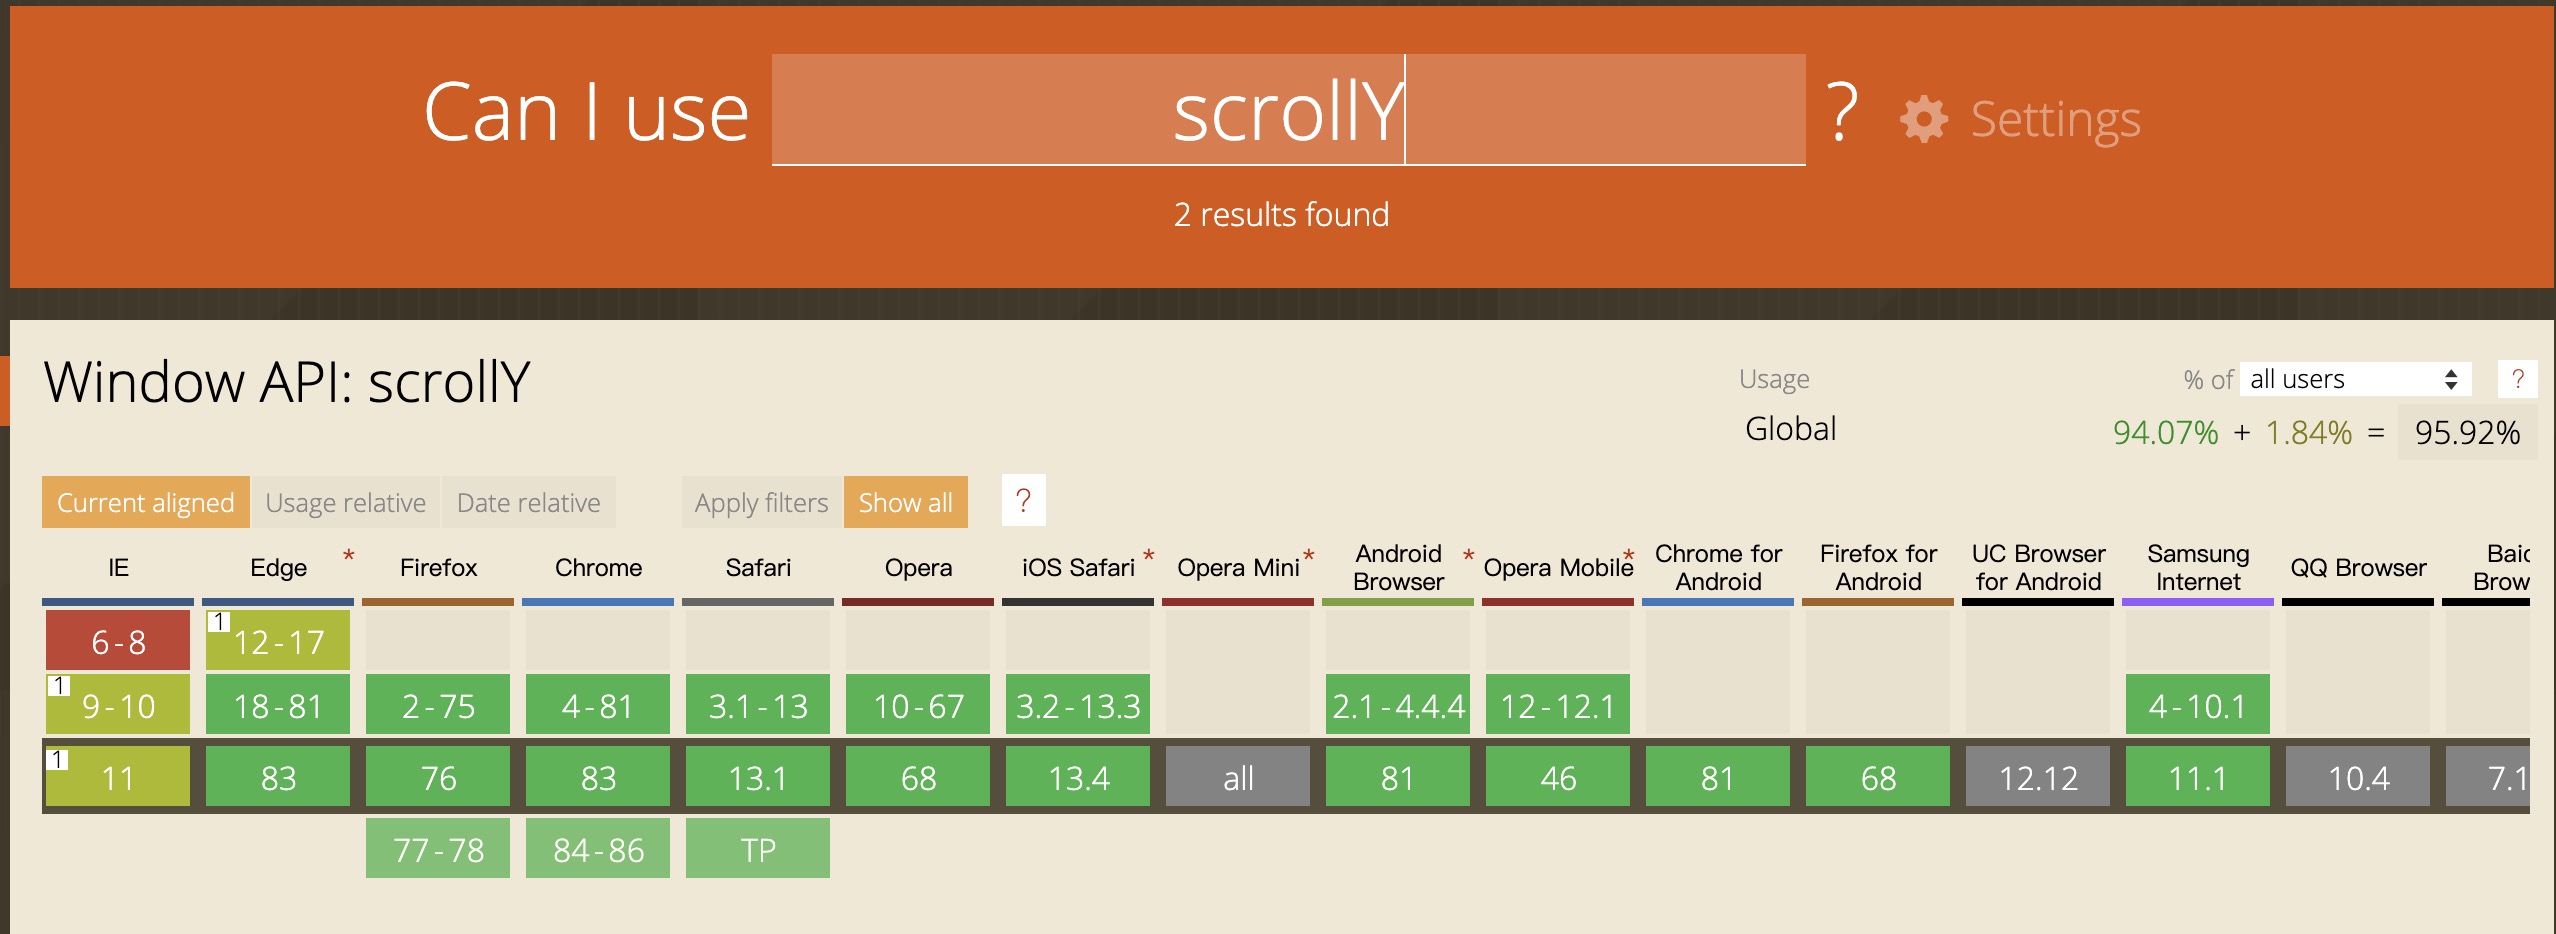 Can I use scrollY ? Settings
2 results found
Window API: scrollY
Usage % of all users ?
Global 94.07% + 1.84% = 95.92%
Current aligned Usage relative Date relative Apply filters Show all ?
IE Edge * Firefox Chrome Safari Opera iOS Safari * Opera Mini * Android Browser * Opera Mobile * Chrome for Android Firefox for Android UC Browser for Android Samsung Internet QQ Browser
6-8 1 12-17
1 9-10 18-81 2-75 4-81 3.1-13 10-67 3.2-13.3 2.1-4.4.4 12-12.1 4-10.1
1 11 83 76 83 13.1 68 13.4 all 81 46 81 68 12.12 11.1 10.4 7.1
77-78 84-86 TP